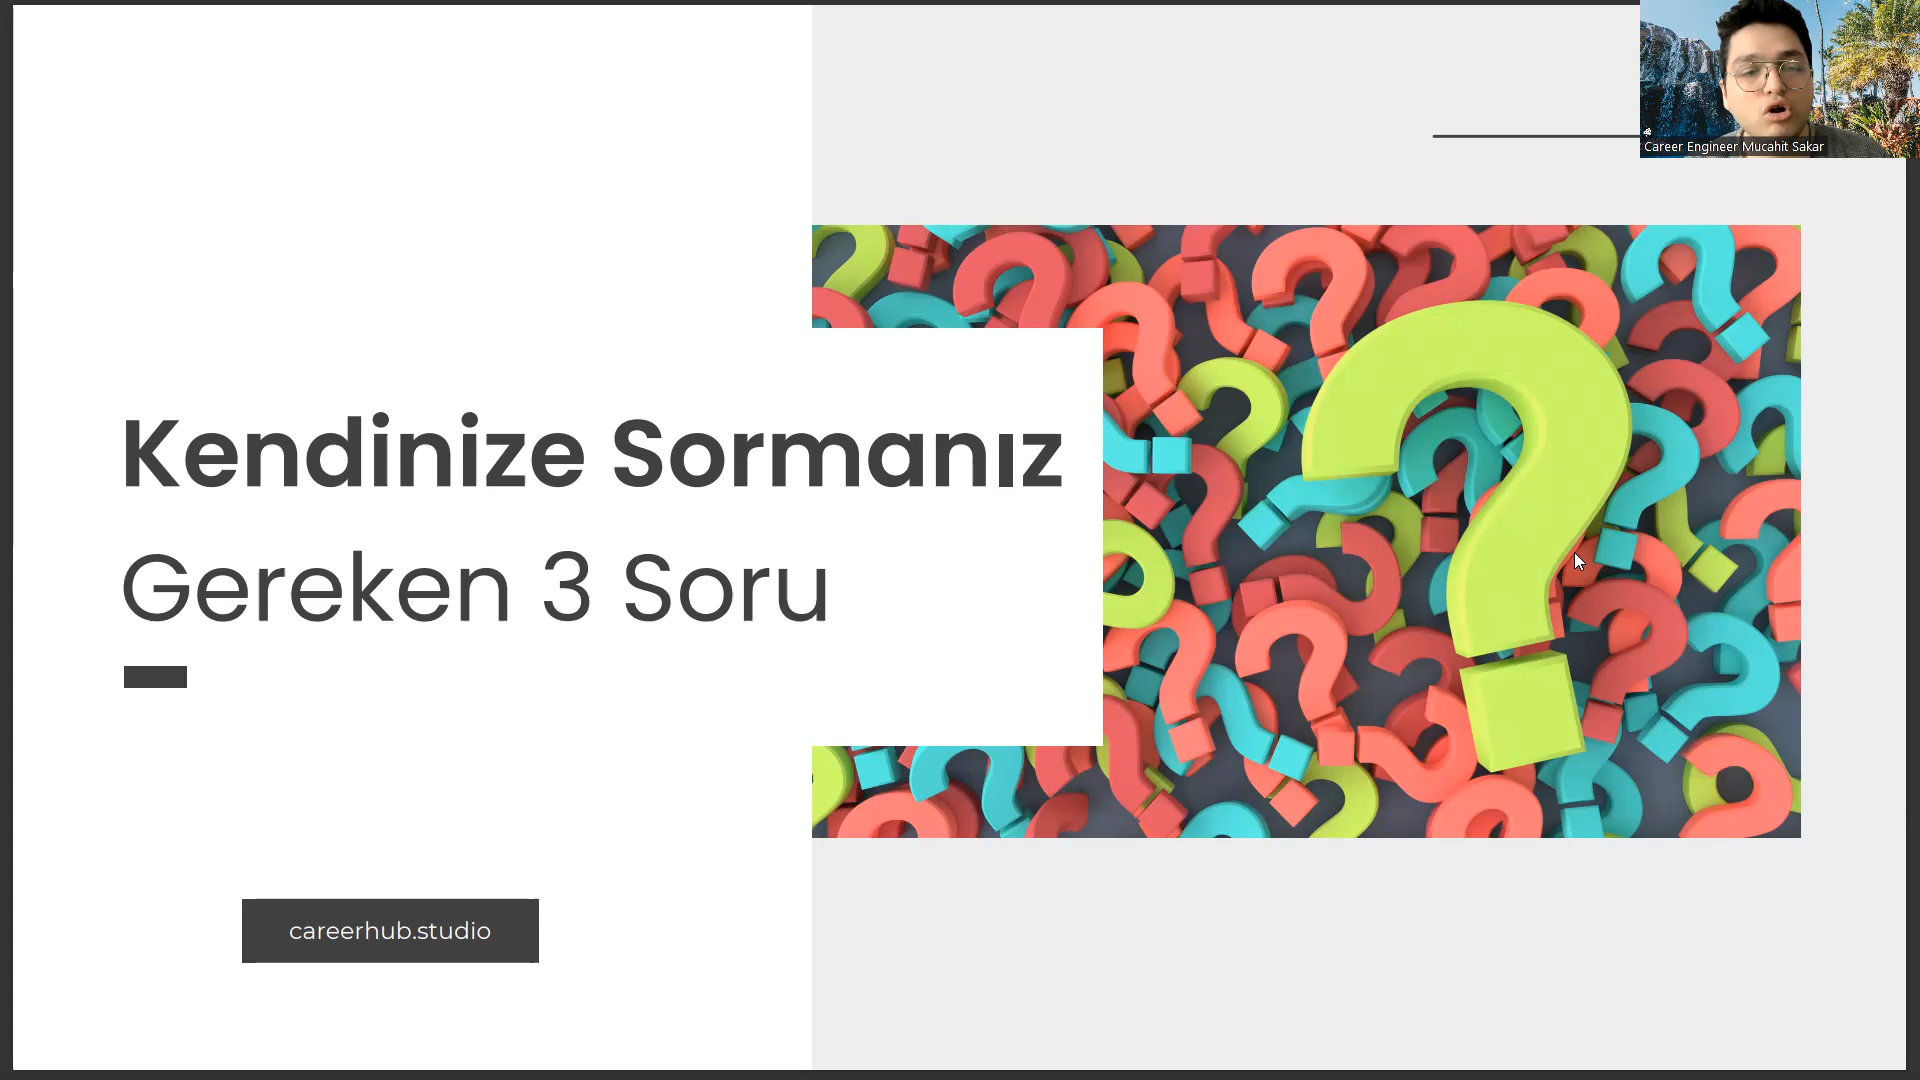 Career Engineer Mucahit Sakar
Kendinize Sormanız
Gereken 3 Soru
careerhub.studio